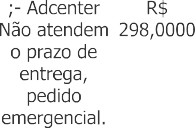 ;- Adcenter R$
Não atendem 298,0000
o prazo de
entrega,
pedido
emergencial.